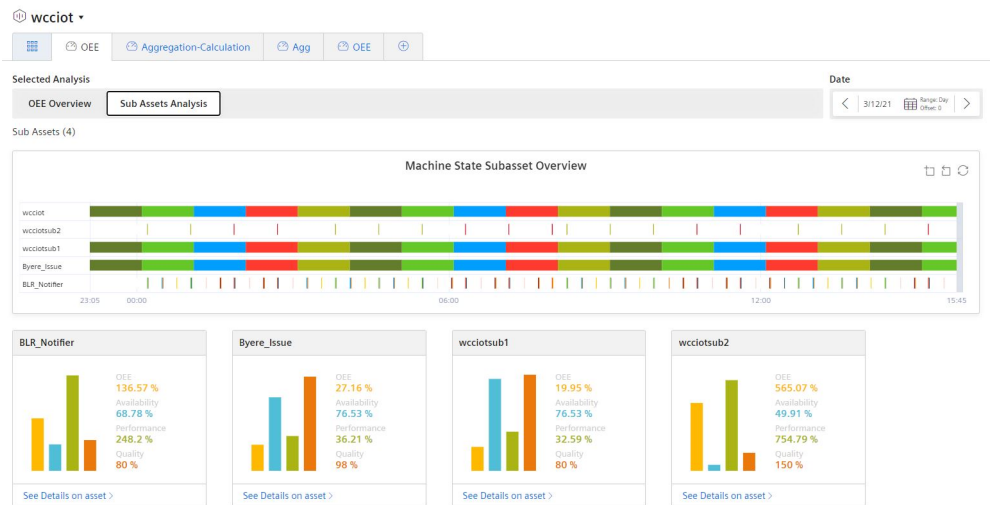 wcciot
OEE Aggregation-Calculation Agg OEE
Selected Analysis Date
OEE Overview Sub Assets Analysis 3/12/21 Range: Day
Offset: 0
Sub Assets (4)
Machine State Subasset Overview
wcciot
wcciotsub2
wcciotsub1
Byere_Issue
BLR_Notifier
23:05 00:00 06:00 12:00 15:45
BLR_Notifier
OEE
136.57 %
Availability
68.78 %
Performance
248.2 %
Quality
80 %
See Details on asset >
Byere_Issue
OEE
27.16 %
Availability
76.53 %
Performance
36.21 %
Quality
98 %
See Details on asset >
wcciotsub1
OEE
19.95 %
Availability
76.53 %
Performance
32.59 %
Quality
80 %
See Details on asset >
wcciotsub2
OEE
565.07 %
Availability
49.91 %
Performance
754.79 %
Quality
150 %
See Details on asset >